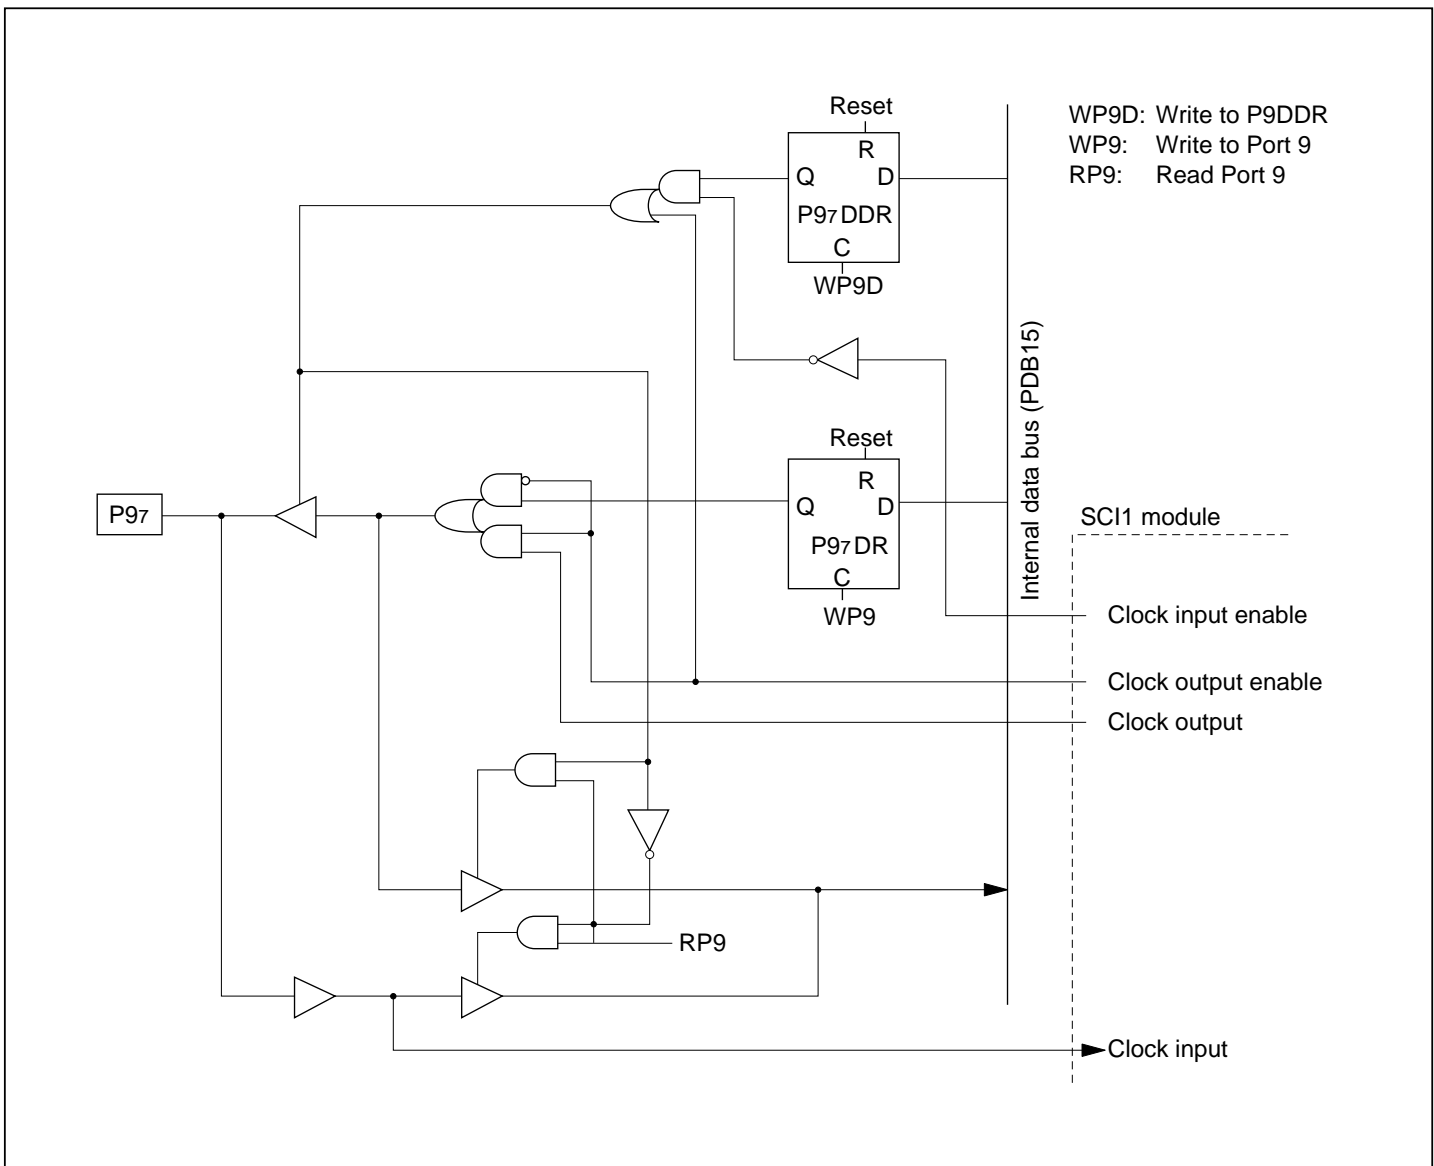 Reset
R
Q D
P97DDR
C
WP9D
WP9D: Write to P9DDR
WP9: Write to Port 9
RP9: Read Port 9
Internal data bus (PDB15)
Reset
R
Q D
P97DR
C
WP9
P97
SCI1 module
Clock input enable
Clock output enable
Clock output
RP9
Clock input